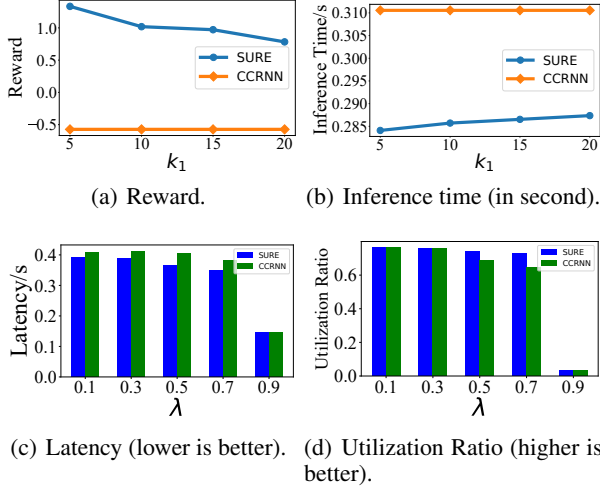 Reward
1.0
0.5
0.0
−0.5
SURE
CCRNN
5 10 15 20
k₁
(a) Reward.
Inference Time/s
0.310
0.305
0.300
0.295
0.290
0.285
SURE
CCRNN
5 10 15 20
k₁
(b) Inference time (in second).
Latency/s
0.4
0.3
0.2
0.1
0.0
SURE
CCRNN
0.1 0.3 0.5 0.7 0.9
λ
(c) Latency (lower is better).
Utilization Ratio
0.6
0.4
0.2
0.0
SURE
CCRNN
0.1 0.3 0.5 0.7 0.9
λ
(d) Utilization Ratio (higher is
better).